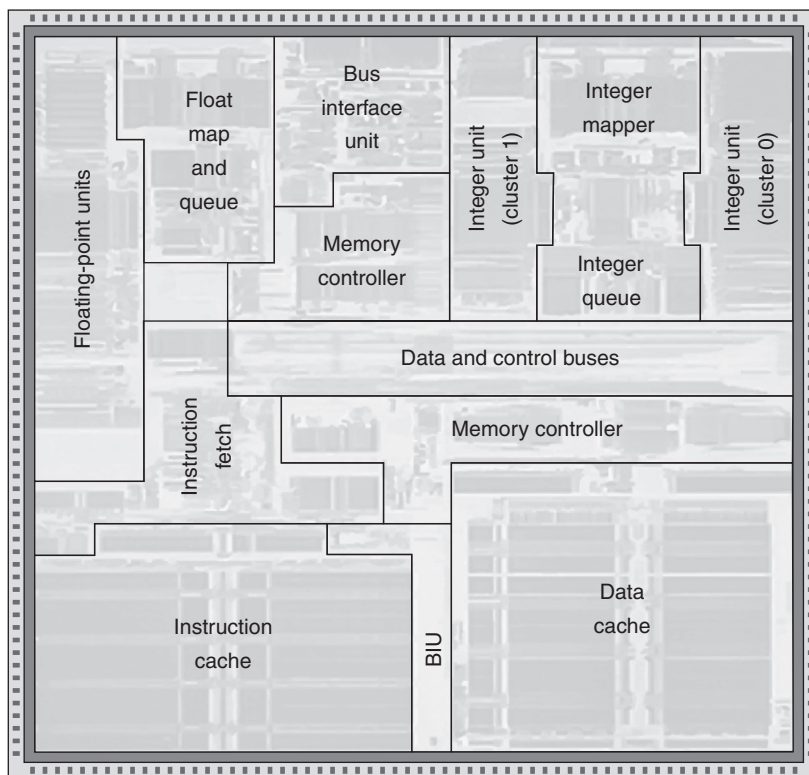 Float
map
and
queue
Bus
interface
unit
Integer
mapper
Integer unit
(cluster 1)
Integer unit
(cluster 0)
Floating-point units
Memory
controller
Integer
queue
Data and control buses
Instruction
fetch
Memory controller
Instruction
cache
BIU
Data
cache